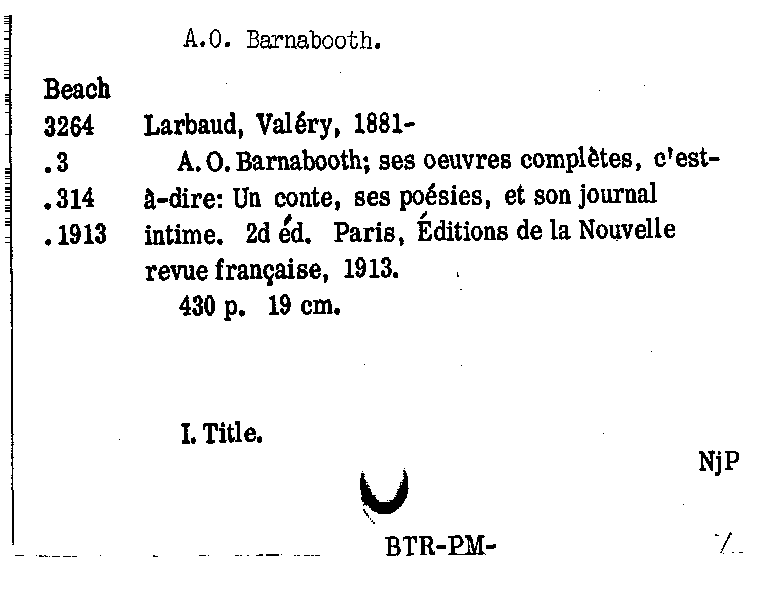 A.O. Barnabooth.
Beach
3264 Larbaud, Valéry, 1881-
.3 A.O.Barnabooth; ses oeuvres complètes, c'est-
.314 à-dire: Un conte, ses poésies, et son journal
.1913 intime. 2d éd. Paris, Éditions de la Nouvelle
revue française, 1913.
430 p. 19 cm.
I. Title.
NjP
BTR-PM-